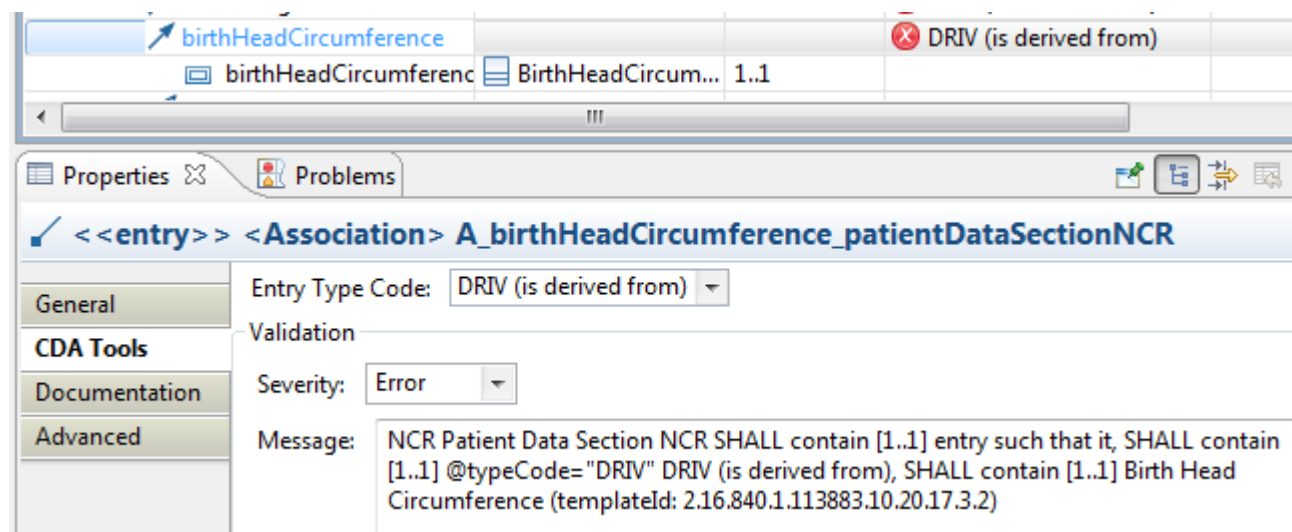 birthHeadCircumference DRIV (is derived from)
birthHeadCircumferenc BirthHeadCircum... 1..1
Properties Problems
<<entry>> <Association> A_birthHeadCircumference_patientDataSectionNCR
General
CDA Tools
Documentation
Advanced
Entry Type Code: DRIV (is derived from)
Validation
Severity: Error
Message: NCR Patient Data Section NCR SHALL contain [1..1] entry such that it, SHALL contain
[1..1] @typeCode="DRIV" DRIV (is derived from), SHALL contain [1..1] Birth Head
Circumference (templateId: 2.16.840.1.113883.10.20.17.3.2)